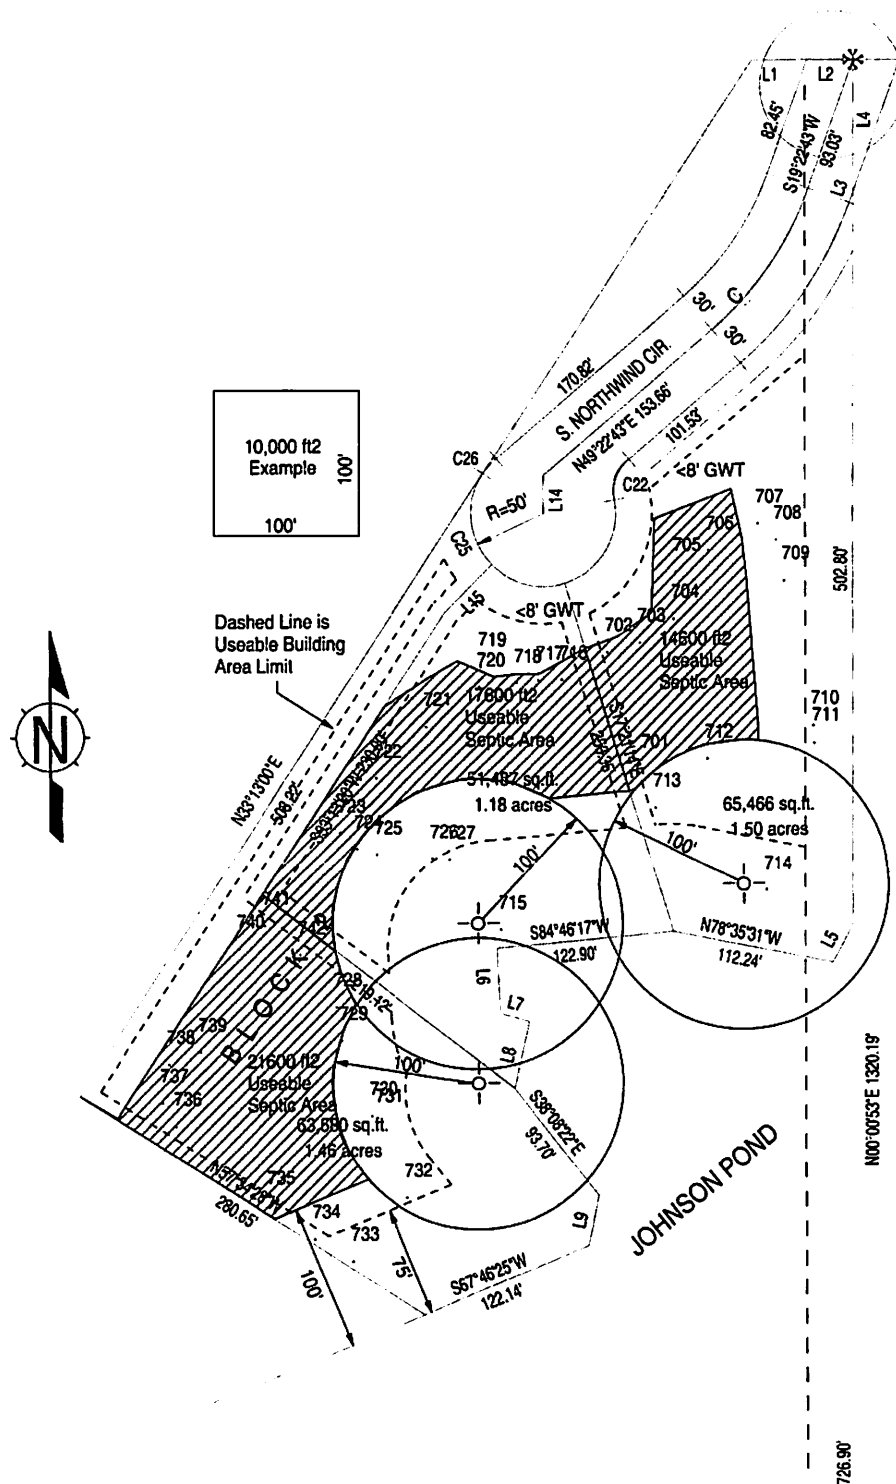 L1
L2
82.45'
S19°22'43"W
93.03'
L4
L3
30'
C
30'
170.82'
S. NORTHWIND CIR.
N49°22'43"E 153.66'
101.53'
10,000 ft2
Example
100'
100'
C26
R=50'
L14
C22
<8' GWT
C25
707
708
706
705
709
704
502.80'
L45
<8' GWT
703
702
Dashed Line is
Useable Building
Area Limit
719
720
718
717
716
14600 ft2
Useable
Septic Area
721
17800 ft2
Useable
Septic Area
710
711
722
701
712
N
N33°13'00"E
508.22'
713
51,487 sq.ft.
1.18 acres
65,466 sq.ft.
1.50 acres
723
724
725
726
727
100'
100'
714
715
741
740
742
S84°46'17"W
122.90'
N78°35'31"W
112.24'
L5
BLOCK
728
729
L6
L7
L8
738
739
737
736
21600 ft2
Useable
Septic Area
100'
730
731
63,580 sq.ft.
1.46 acres
S38°08'22"E
93.70'
N00°00'53"E 1320.19'
735
732
280.65'
734
733
L9
JOHNSON POND
100'
75'
S67°46'25"W
122.14'
726.90'